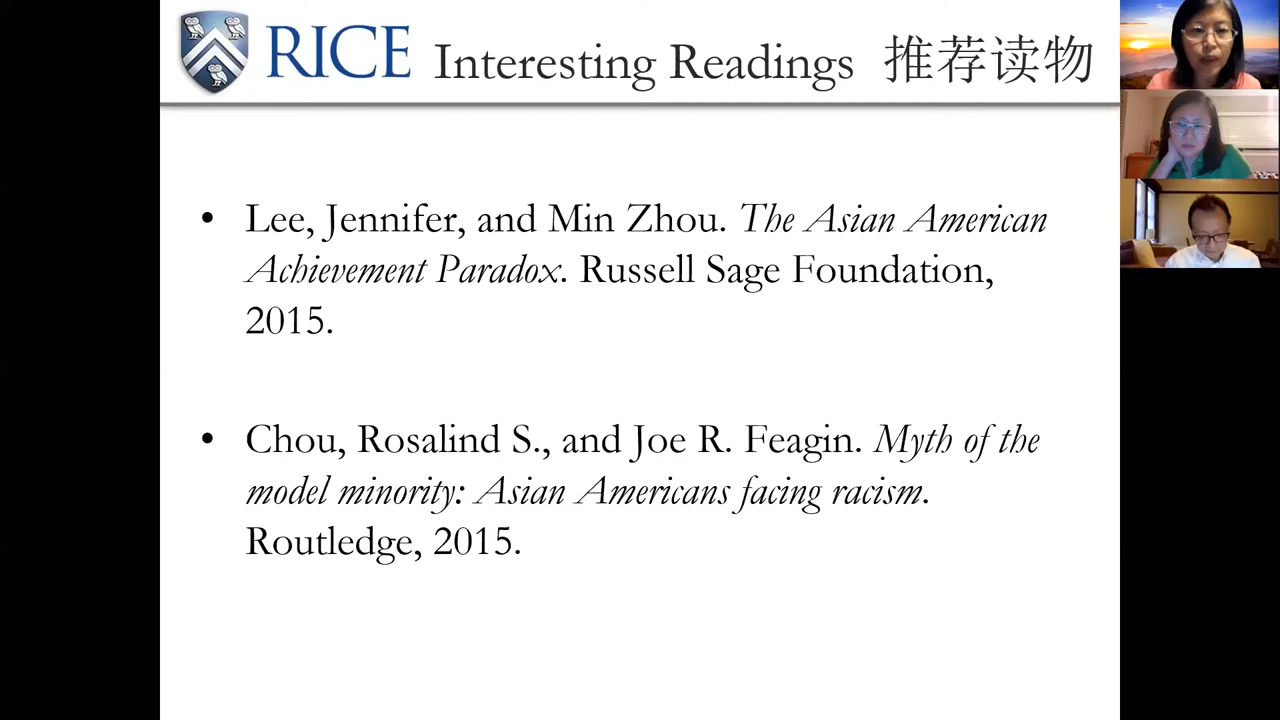 RICE Interesting Readings 推荐读物
• Lee, Jennifer, and Min Zhou. The Asian American
Achievement Paradox. Russell Sage Foundation,
2015.
• Chou, Rosalind S., and Joe R. Feagin. Myth of the
model minority: Asian Americans facing racism.
Routledge, 2015.